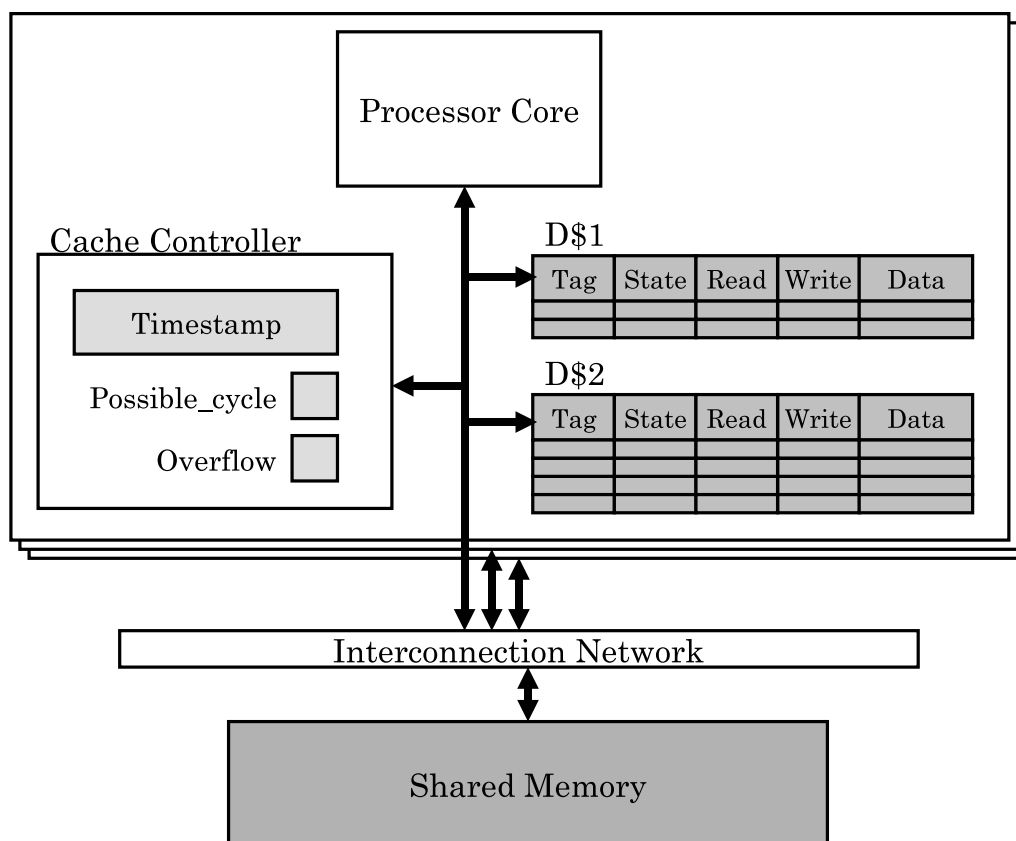 Processor Core
Cache Controller
Timestamp
Possible_cycle
Overflow
D$1
Tag State Read Write Data
D$2
Tag State Read Write Data
Interconnection Network
Shared Memory